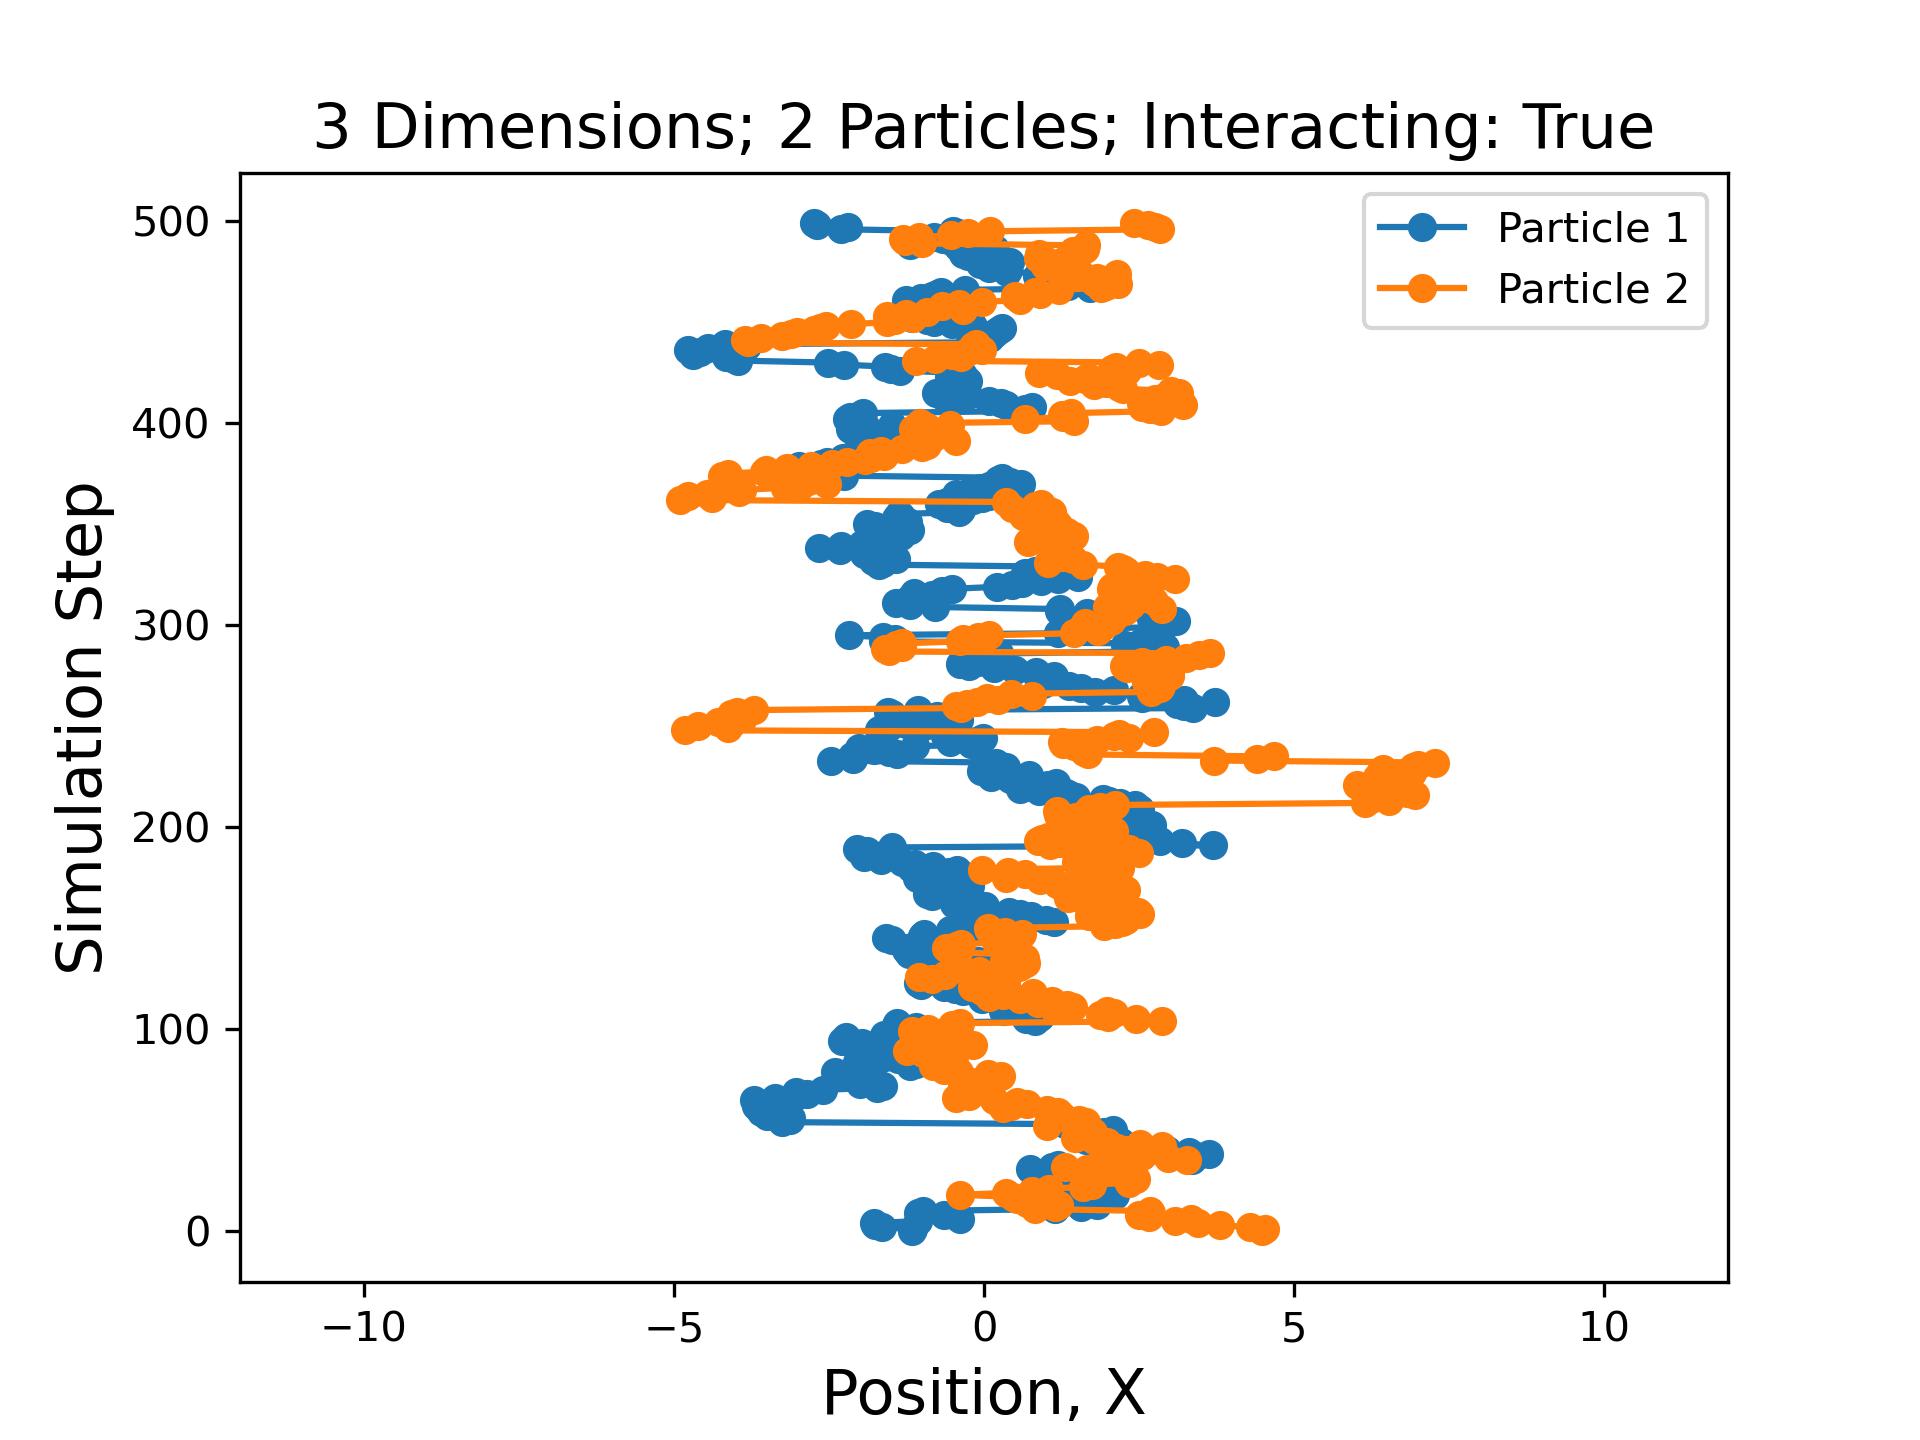 3 Dimensions; 2 Particles; Interacting: True
Particle 1
Particle 2
Simulation Step
500
400
300
200
100
0
−10
−5
0
5
10
Position, X